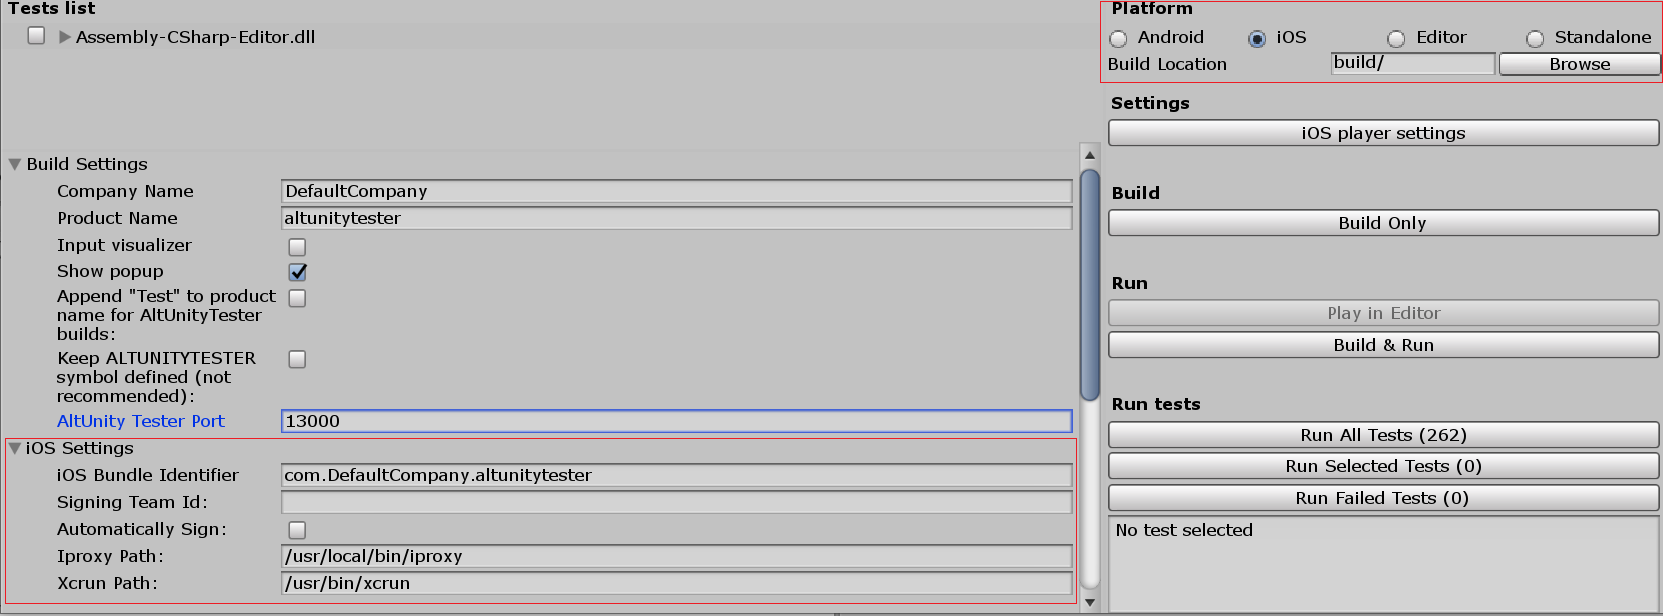 Tests list
Assembly-CSharp-Editor.dll
Build Settings
Company Name
DefaultCompany
Product Name
altunitytester
Input visualizer
Show popup
Append "Test" to product
name for AltUnityTester
builds:
Keep ALTUNITYTESTER
symbol defined (not
recommended):
AltUnity Tester Port
13000
iOS Settings
iOS Bundle Identifier
com.DefaultCompany.altunitytester
Signing Team Id:
Automatically Sign:
Iproxy Path:
/usr/local/bin/iproxy
Xcrun Path:
/usr/bin/xcrun
Platform
Android
iOS
Editor
Standalone
Build Location
build/
Browse
Settings
iOS player settings
Build
Build Only
Run
Play in Editor
Build & Run
Run tests
Run All Tests (262)
Run Selected Tests (0)
Run Failed Tests (0)
No test selected